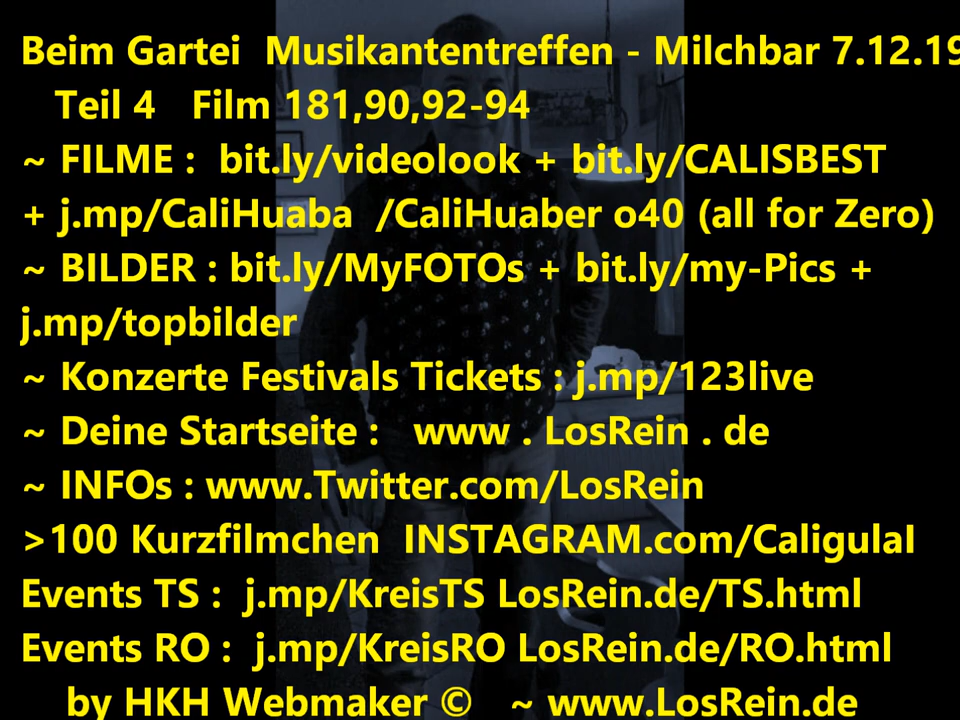 Beim Gartei  Musikantentreffen - Milchbar 7.12.19
Teil 4   Film 181,90,92-94
~ FILME :  bit.ly/videolook + bit.ly/CALISBEST
+ j.mp/CaliHuaba  /CaliHuaber o40 (all for Zero)
~ BILDER : bit.ly/MyFOTOs + bit.ly/my-Pics +
j.mp/topbilder
~ Konzerte Festivals Tickets : j.mp/123live
~ Deine Startseite :   www . LosRein . de
~ INFOs : www.Twitter.com/LosRein
>100 Kurzfilmchen  INSTAGRAM.com/CaligulaI
Events TS :  j.mp/KreisTS LosRein.de/TS.html
Events RO :  j.mp/KreisRO LosRein.de/RO.html
by HKH Webmaker ©   ~ www.LosRein.de